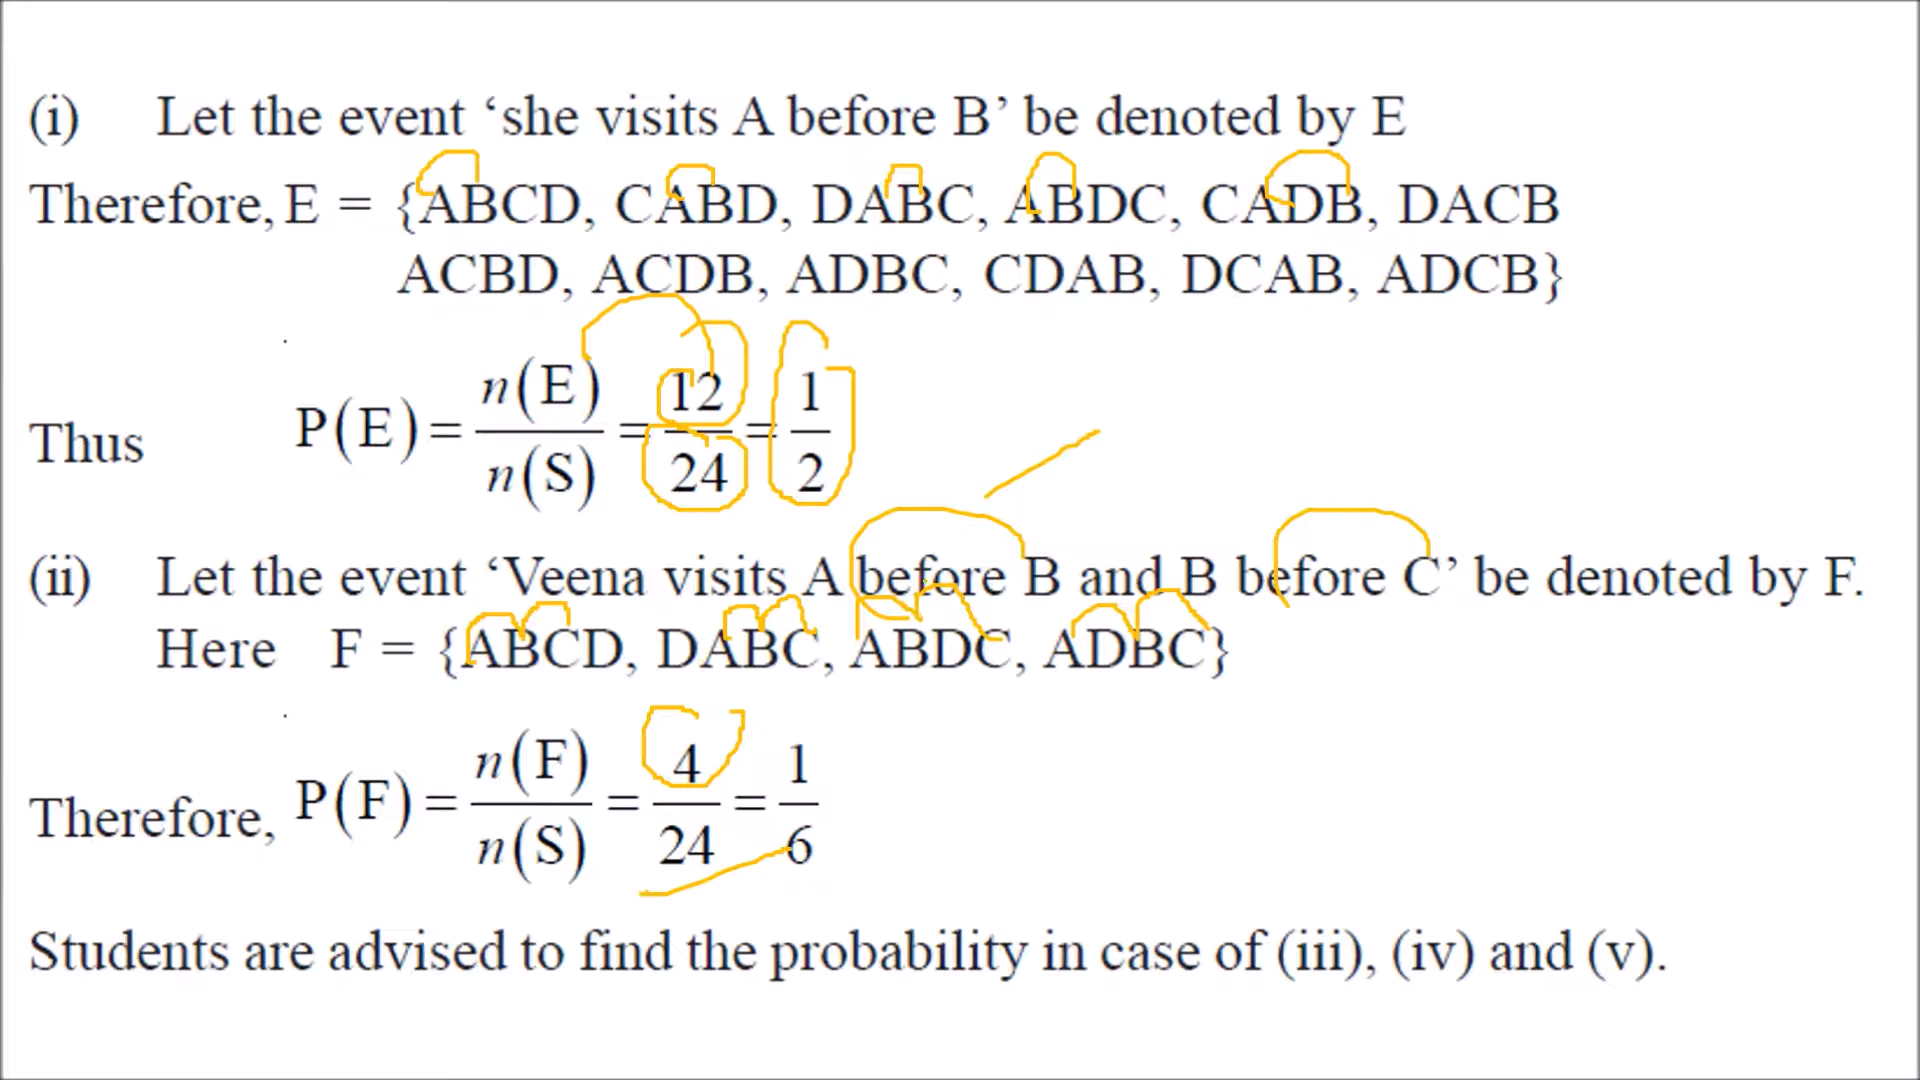 (i) Let the event ‘she visits A before B’ be denoted by E
Therefore, E = {ABCD, CABD, DABC, ABDC, CADB, DACB
ACBD, ACDB, ADBC, CDAB, DCAB, ADCB}
Thus P(E) = n(E)/n(S) = 12/24 = 1/2
(ii) Let the event ‘Veena visits A before B and B before C’ be denoted by F.
Here F = {ABCD, DABC, ABDC, ADBC}
Therefore, P(F) = n(F)/n(S) = 4/24 = 1/6
Students are advised to find the probability in case of (iii), (iv) and (v).